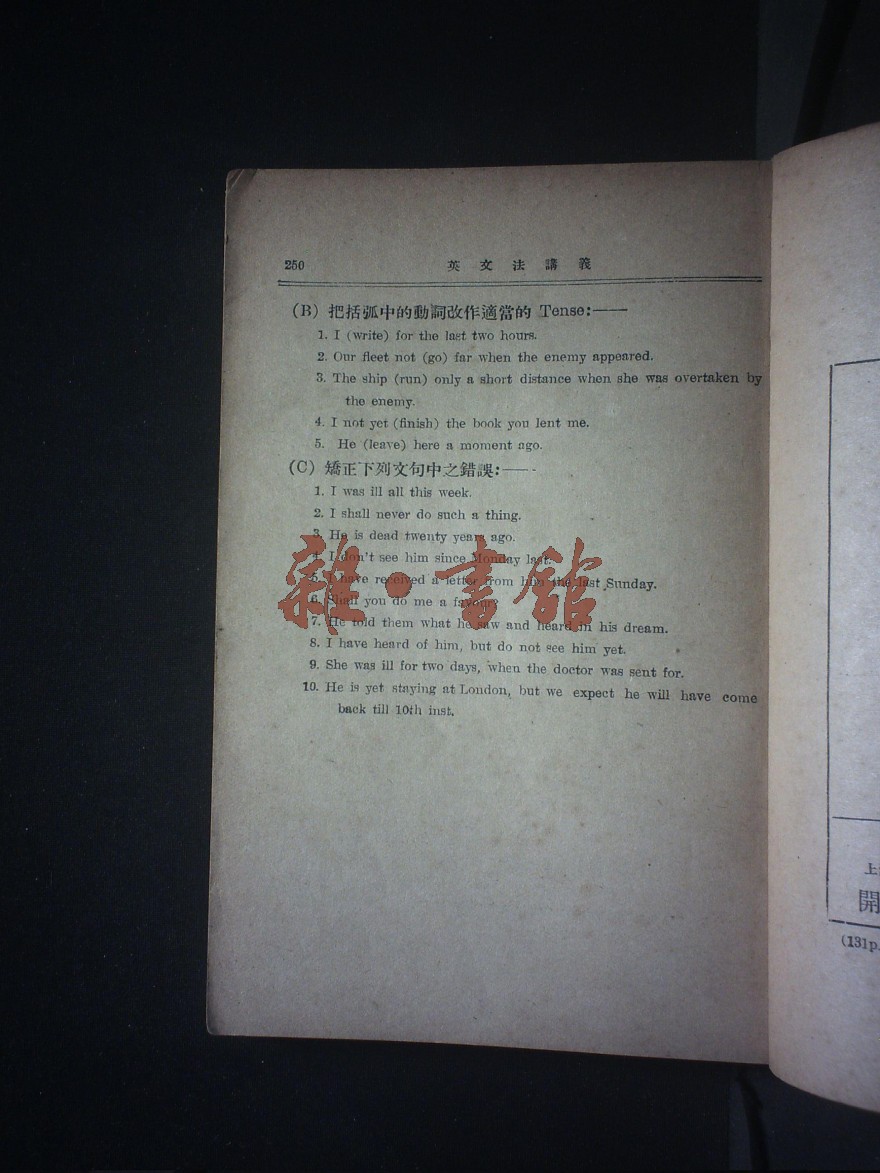 250 英文法講義
(B) 把括弧中的動詞改作適當的 Tense:——
1. I (write) for the last two hours.
2. Our fleet not (go) far when the enemy appeared.
3. The ship (run) only a short distance when she was overtaken by
the enemy.
4. I not yet (finish) the book you lent me.
5. He (leave) here a moment ago.
(C) 矯正下列文句中之錯誤:——
1. I was ill all this week.
2. I shall never do such a thing.
3. He is dead twenty years ago.
4. I don't see him since Monday last.
5. I have received a letter from him the last Sunday.
6. Shall you do me a favour?
7. He told them what he saw and heard in his dream.
8. I have heard of him, but do not see him yet.
9. She was ill for two days, when the doctor was sent for.
10. He is yet staying at London, but we expect he will have come
back till 10th inst.
雜·書館
上
開
(131p.